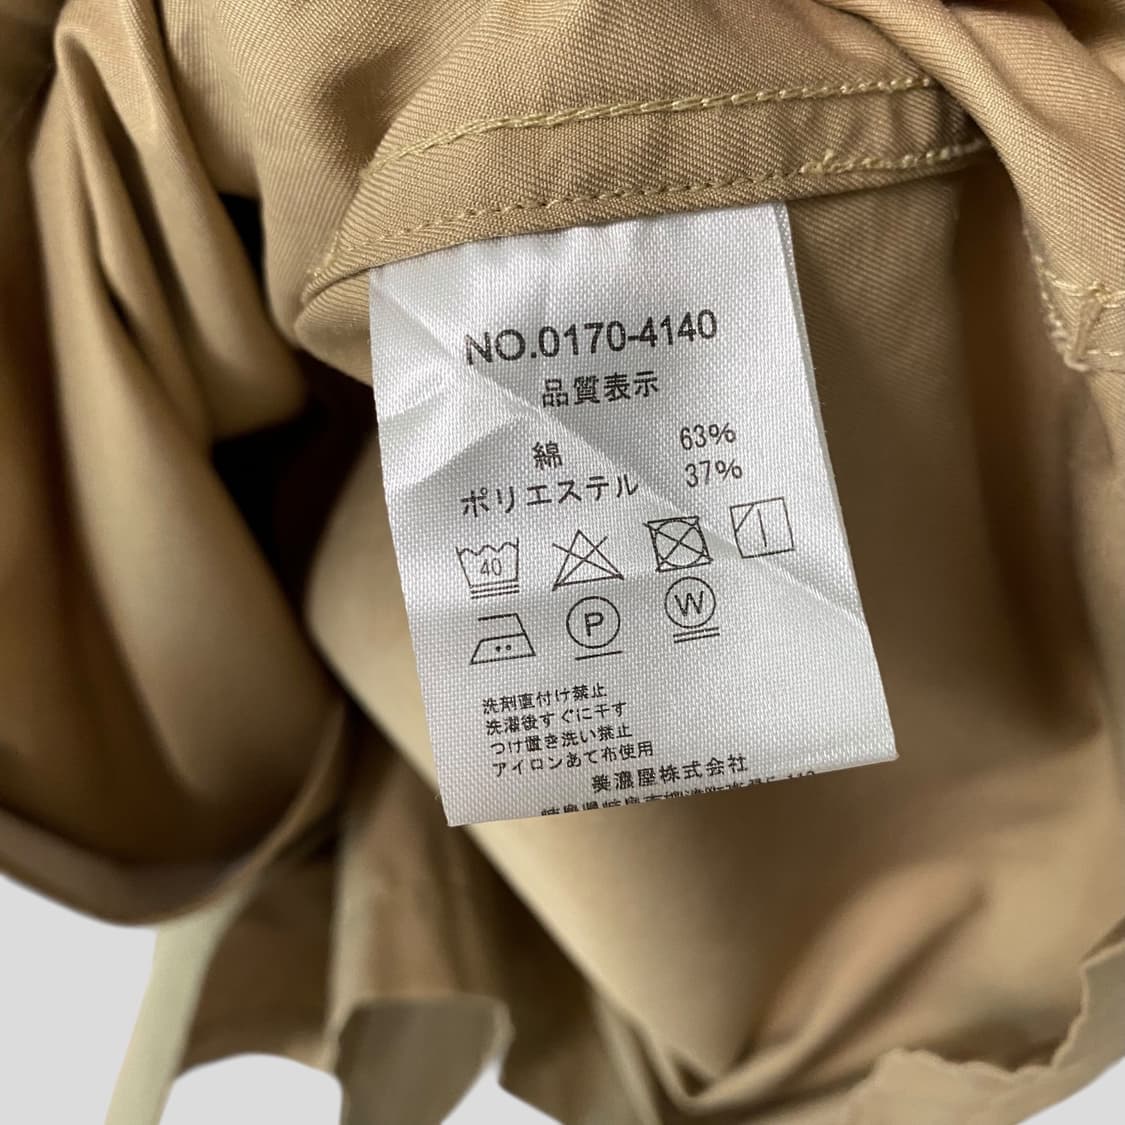 NO.0170-4140
品質表示
綿 63%
ポリエステル 37%
40
P W
洗剤直付け禁止
洗濯後すぐに干す
つけ置き洗い禁止
アイロンあて布使用
美濃屋株式会社